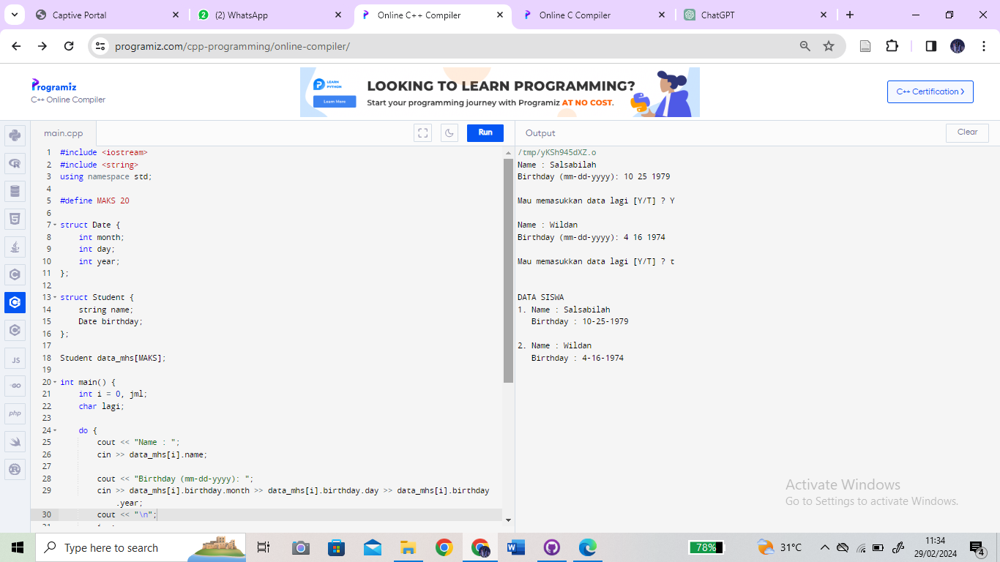 Captive Portal
(2) WhatsApp
Online C++ Compiler
Online C Compiler
ChatGPT
programiz.com/cpp-programming/online-compiler/
Programiz
C++ Online Compiler
LEARN PYTHON
Learn More
LOOKING TO LEARN PROGRAMMING?
Start your programming journey with Programiz AT NO COST.
C++ Certification >
main.cpp
Run
Output
Clear
1 #include <iostream>
2 #include <string>
3 using namespace std;
4
5 #define MAKS 20
6
7 struct Date {
8     int month;
9     int day;
10     int year;
11 };
12
13 struct Student {
14     string name;
15     Date birthday;
16 };
17
18 Student data_mhs[MAKS];
19
20 int main() {
21     int i = 0, jml;
22     char lagi;
23
24     do {
25         cout << "Name : ";
26         cin >> data_mhs[i].name;
27
28         cout << "Birthday (mm-dd-yyyy): ";
29         cin >> data_mhs[i].birthday.month >> data_mhs[i].birthday.day >> data_mhs[i].birthday
            .year;
30         cout << "\n";
/tmp/yKSh945dXZ.o
Name : Salsabilah
Birthday (mm-dd-yyyy): 10 25 1979
Mau memasukkan data lagi [Y/T] ? Y
Name : Wildan
Birthday (mm-dd-yyyy): 4 16 1974
Mau memasukkan data lagi [Y/T] ? t
DATA SISWA
1. Name : Salsabilah
   Birthday : 10-25-1979
2. Name : Wildan
   Birthday : 4-16-1974
JS
GO
php
Activate Windows
Go to Settings to activate Windows.
Type here to search
78%
31°C
11:34
29/02/2024
4